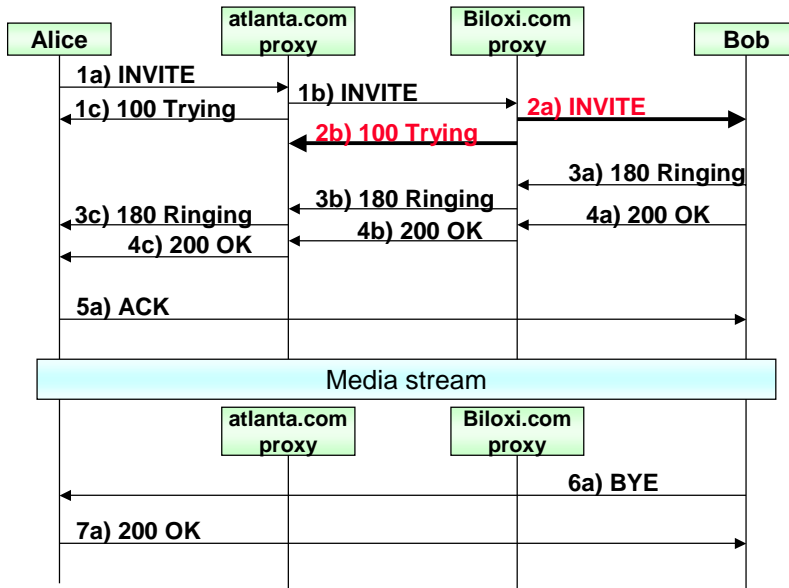 Alice
atlanta.com
proxy
Biloxi.com
proxy
Bob
1a) INVITE
1b) INVITE
1c) 100 Trying
2a) INVITE
2b) 100 Trying
3a) 180 Ringing
3b) 180 Ringing
3c) 180 Ringing
4a) 200 OK
4b) 200 OK
4c) 200 OK
5a) ACK
Media stream
atlanta.com
proxy
Biloxi.com
proxy
6a) BYE
7a) 200 OK